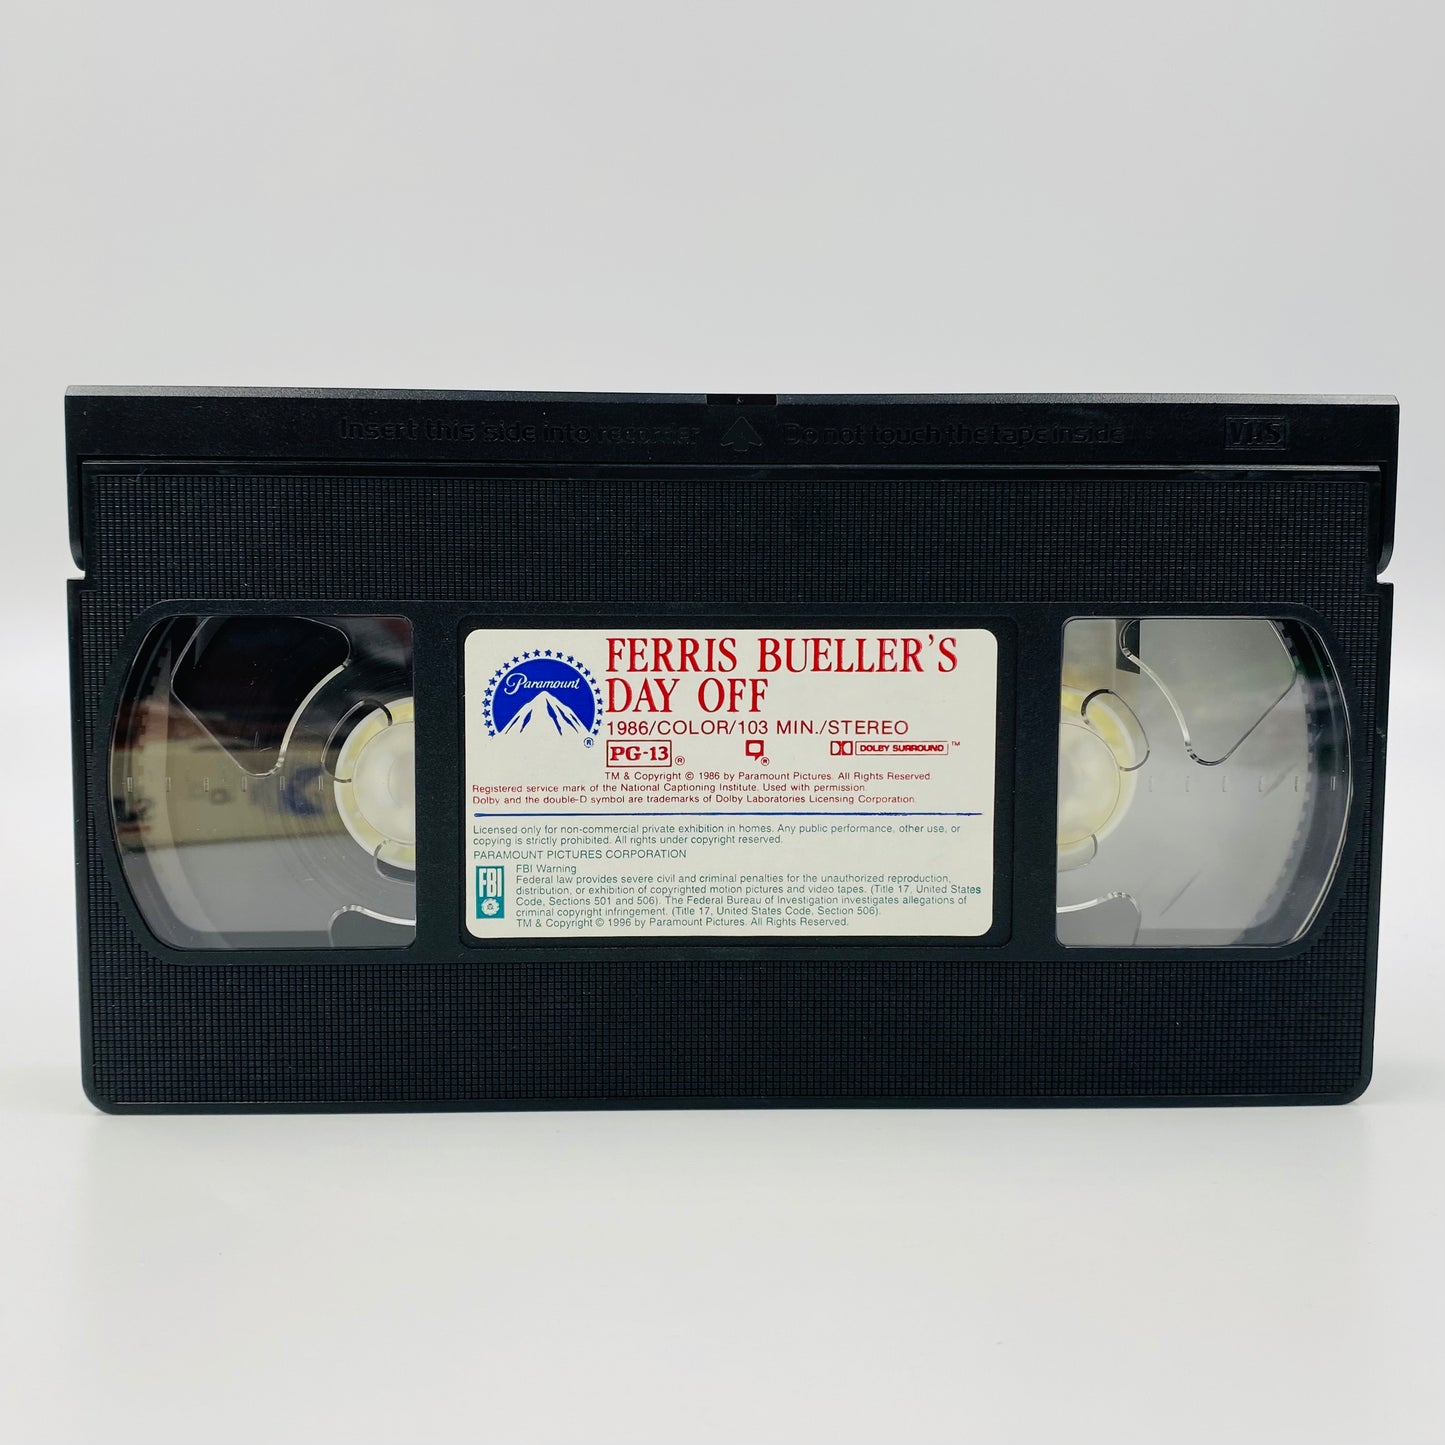 Insert this side into recorder Do not touch the tape inside VHS
Paramount ®
FERRIS BUELLER'S
DAY OFF
1986/COLOR/103 MIN./STEREO
PG-13 ® ® DOLBY SURROUND ™
TM & Copyright © 1986 by Paramount Pictures. All Rights Reserved.
Registered service mark of the National Captioning Institute. Used with permission.
Dolby and the double-D symbol are trademarks of Dolby Laboratories Licensing Corporation.
Licensed only for non-commercial private exhibition in homes. Any public performance, other use, or
copying is strictly prohibited. All rights under copyright reserved.
PARAMOUNT PICTURES CORPORATION
FBI
FBI Warning
Federal law provides severe civil and criminal penalties for the unauthorized reproduction,
distribution, or exhibition of copyrighted motion pictures and video tapes. (Title 17, United States
Code, Sections 501 and 506). The Federal Bureau of Investigation investigates allegations of
criminal copyright infringement. (Title 17, United States Code, Section 506).
TM & Copyright © 1996 by Paramount Pictures. All Rights Reserved.